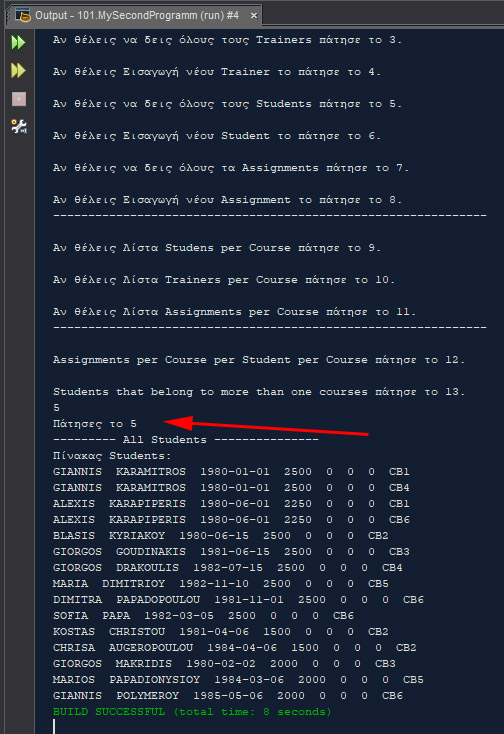 Output - 101.MySecondProgramm (run) #4 ×
Αν θέλεις να δεις όλους τους Trainers πάτησε το 3.
Αν θέλεις Εισαγωγή νέου Trainer το πάτησε το 4.
Αν θέλεις να δεις όλους τους Students πάτησε το 5.
Αν θέλεις Εισαγωγή νέου Student το πάτησε το 6.
Αν θέλεις να δεις όλους τα Assignments πάτησε το 7.
Αν θέλεις Εισαγωγή νέου Assignment το πάτησε το 8.
------------------------------------------------------
Αν θέλεις Λίστα Studens per Course πάτησε το 9.
Αν θέλεις Λίστα Trainers per Course πάτησε το 10.
Αν θέλεις Λίστα Assignments per Course πάτησε το 11.
------------------------------------------------------
Assignments per Course per Student per Course πάτησε το 12.
Students that belong to more than one courses πάτησε το 13.
5
Πάτησες το 5
--------- All Students ---------------
Πίνακας Students:
GIANNIS KARAMITROS 1980-01-01 2500 0 0 0 CB1
GIANNIS KARAMITROS 1980-01-01 2500 0 0 0 CB4
ALEXIS KARAPIPERIS 1980-06-01 2250 0 0 0 CB1
ALEXIS KARAPIPERIS 1980-06-01 2250 0 0 0 CB6
BLASIS KYRIAKOY 1980-06-15 2500 0 0 0 CB2
GIORGOS GOUDINAKIS 1981-06-15 2500 0 0 0 CB3
GIORGOS DRAKOULIS 1982-07-15 2500 0 0 0 CB4
MARIA DIMITRIOY 1982-11-10 2500 0 0 0 CB5
DIMITRA PAPADOPOULOU 1981-11-01 2500 0 0 0 CB6
SOFIA PAPA 1982-03-05 2500 0 0 0 CB6
KOSTAS CHRISTOU 1981-04-06 1500 0 0 0 CB2
CHRISA AUGEROPOULOU 1984-04-06 1500 0 0 0 CB2
GIORGOS MAKRIDIS 1980-02-02 2000 0 0 0 CB3
MARIOS PAPADIONYSIOY 1984-03-06 2000 0 0 0 CB5
GIANNIS POLYMEROY 1985-05-06 2000 0 0 0 CB6
BUILD SUCCESSFUL (total time: 8 seconds)